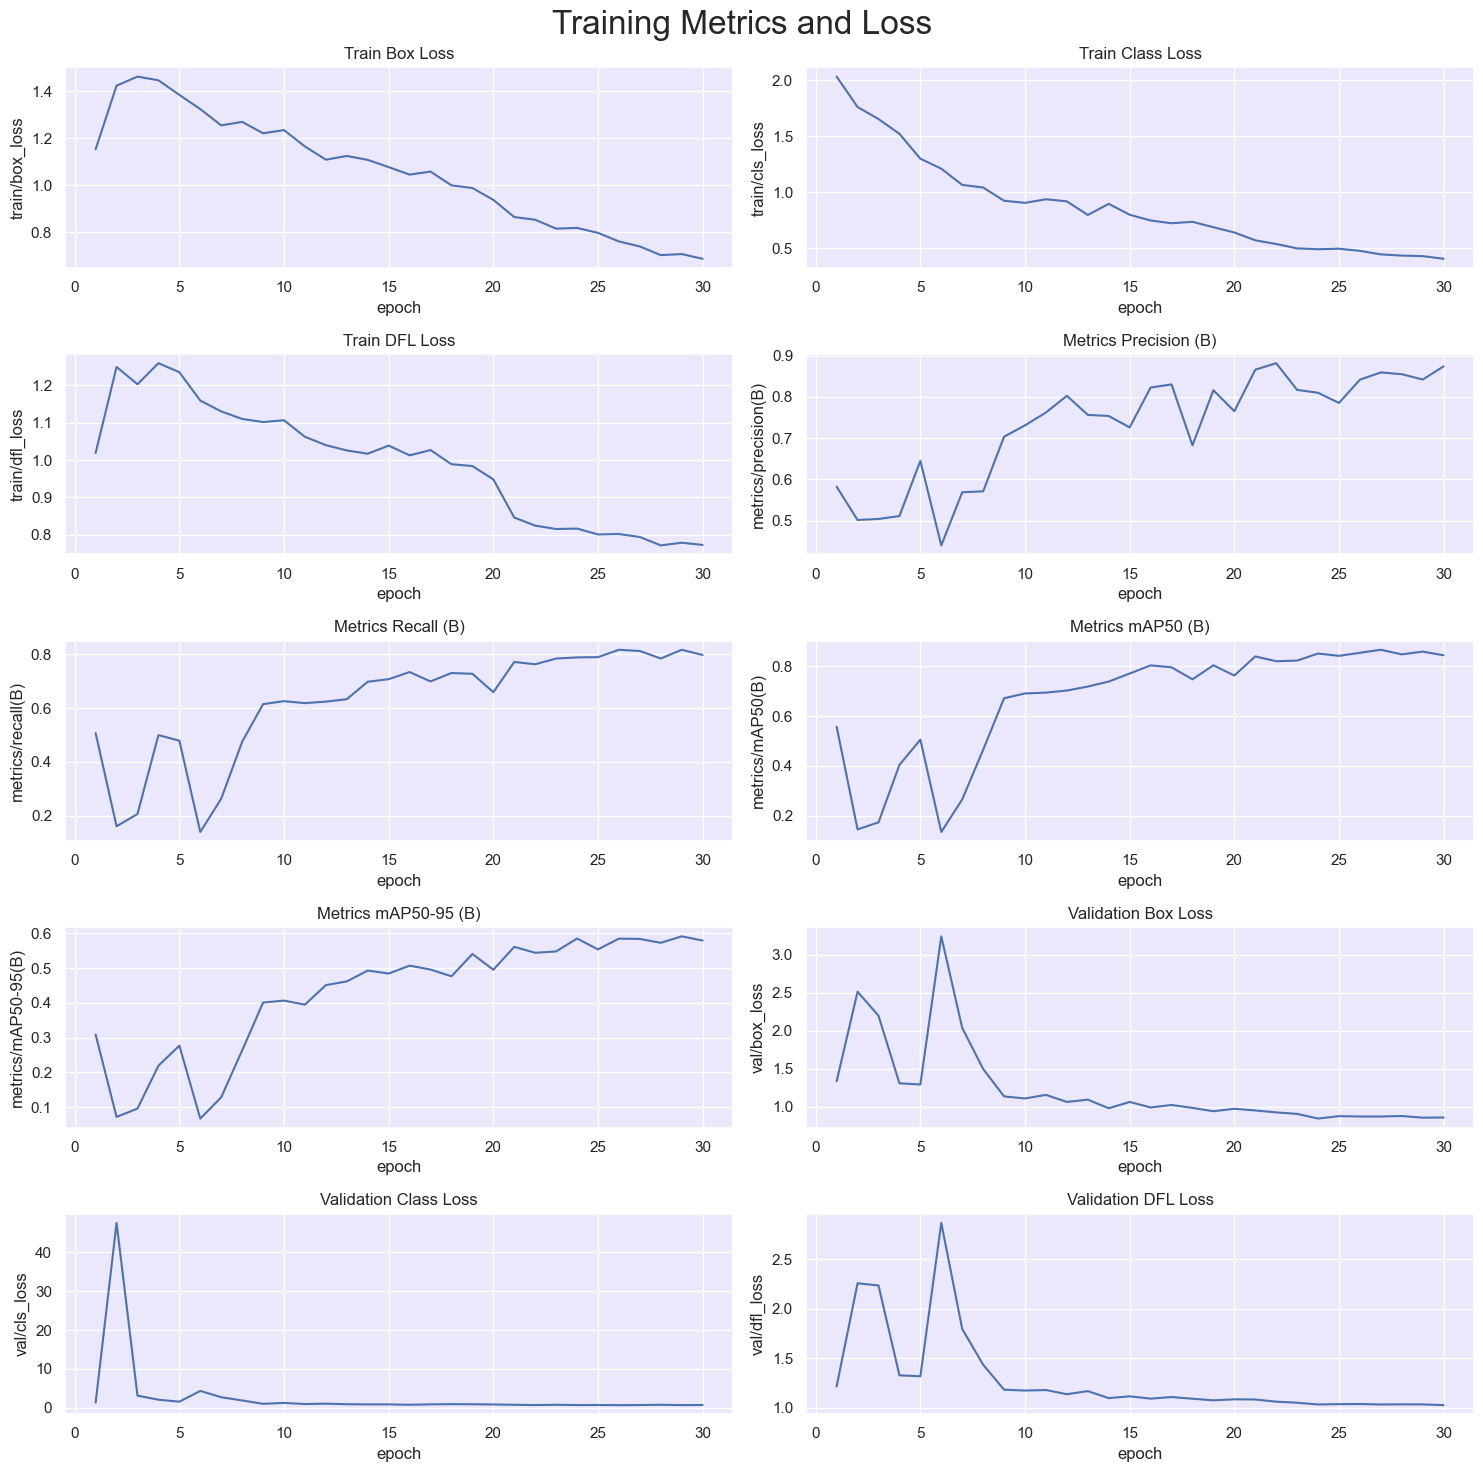 Training Metrics and Loss
Train Box Loss
train/box_loss
1.4
1.2
1.0
0.8
0 5 10 15 20 25 30
epoch
Train Class Loss
train/cls_loss
2.0
1.5
1.0
0.5
0 5 10 15 20 25 30
epoch
Train DFL Loss
train/dfl_loss
1.2
1.1
1.0
0.9
0.8
0 5 10 15 20 25 30
epoch
Metrics Precision (B)
metrics/precision(B)
0.9
0.8
0.7
0.6
0.5
0 5 10 15 20 25 30
epoch
Metrics Recall (B)
metrics/recall(B)
0.8
0.6
0.4
0.2
0 5 10 15 20 25 30
epoch
Metrics mAP50 (B)
metrics/mAP50(B)
0.8
0.6
0.4
0.2
0 5 10 15 20 25 30
epoch
Metrics mAP50-95 (B)
metrics/mAP50-95(B)
0.6
0.5
0.4
0.3
0.2
0.1
0 5 10 15 20 25 30
epoch
Validation Box Loss
val/box_loss
3.0
2.5
2.0
1.5
1.0
0 5 10 15 20 25 30
epoch
Validation Class Loss
val/cls_loss
40
30
20
10
0
0 5 10 15 20 25 30
epoch
Validation DFL Loss
val/dfl_loss
2.5
2.0
1.5
1.0
0 5 10 15 20 25 30
epoch